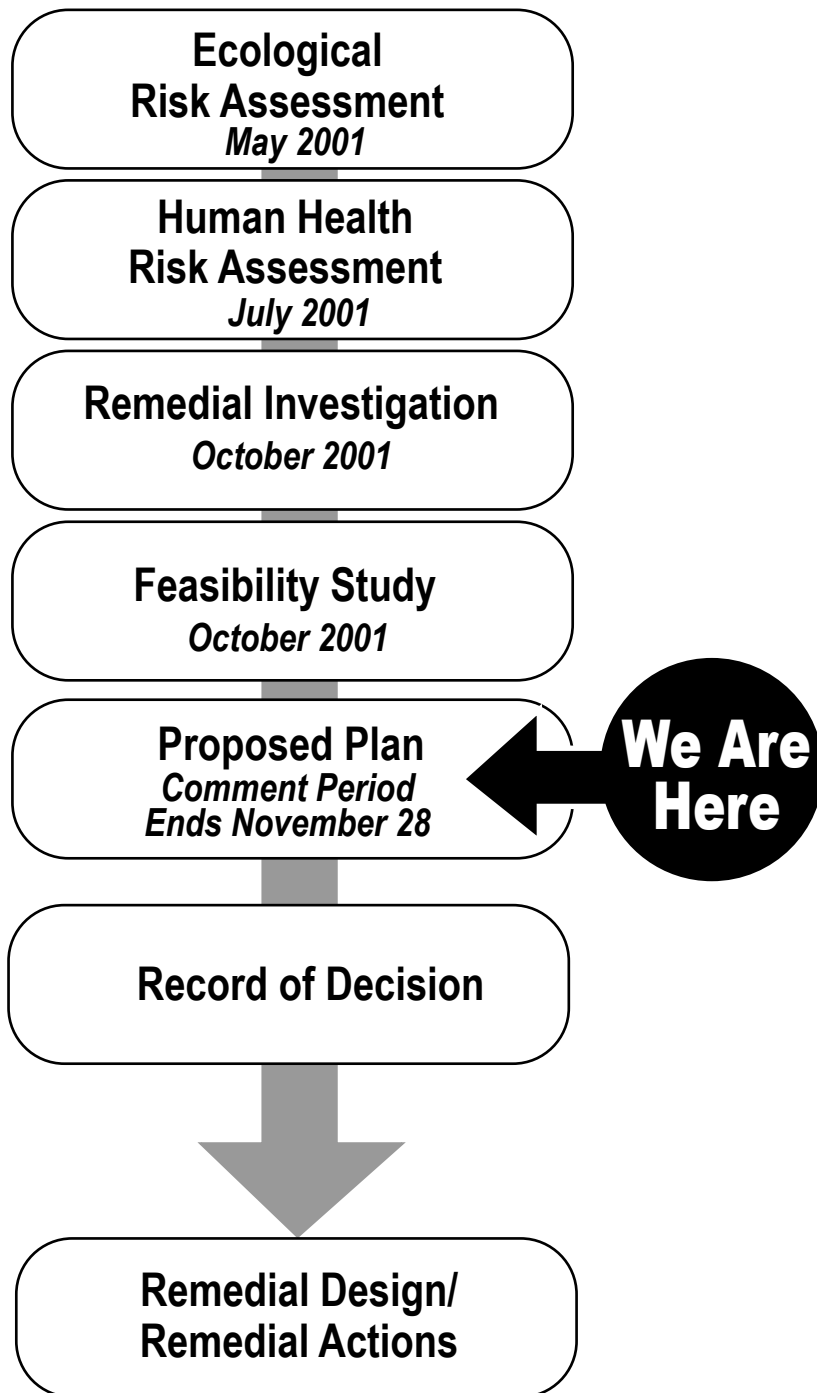 Ecological
Risk Assessment
May 2001
Human Health
Risk Assessment
July 2001
Remedial Investigation
October 2001
Feasibility Study
October 2001
Proposed Plan
Comment Period
Ends November 28
We Are
Here
Record of Decision
Remedial Design/
Remedial Actions